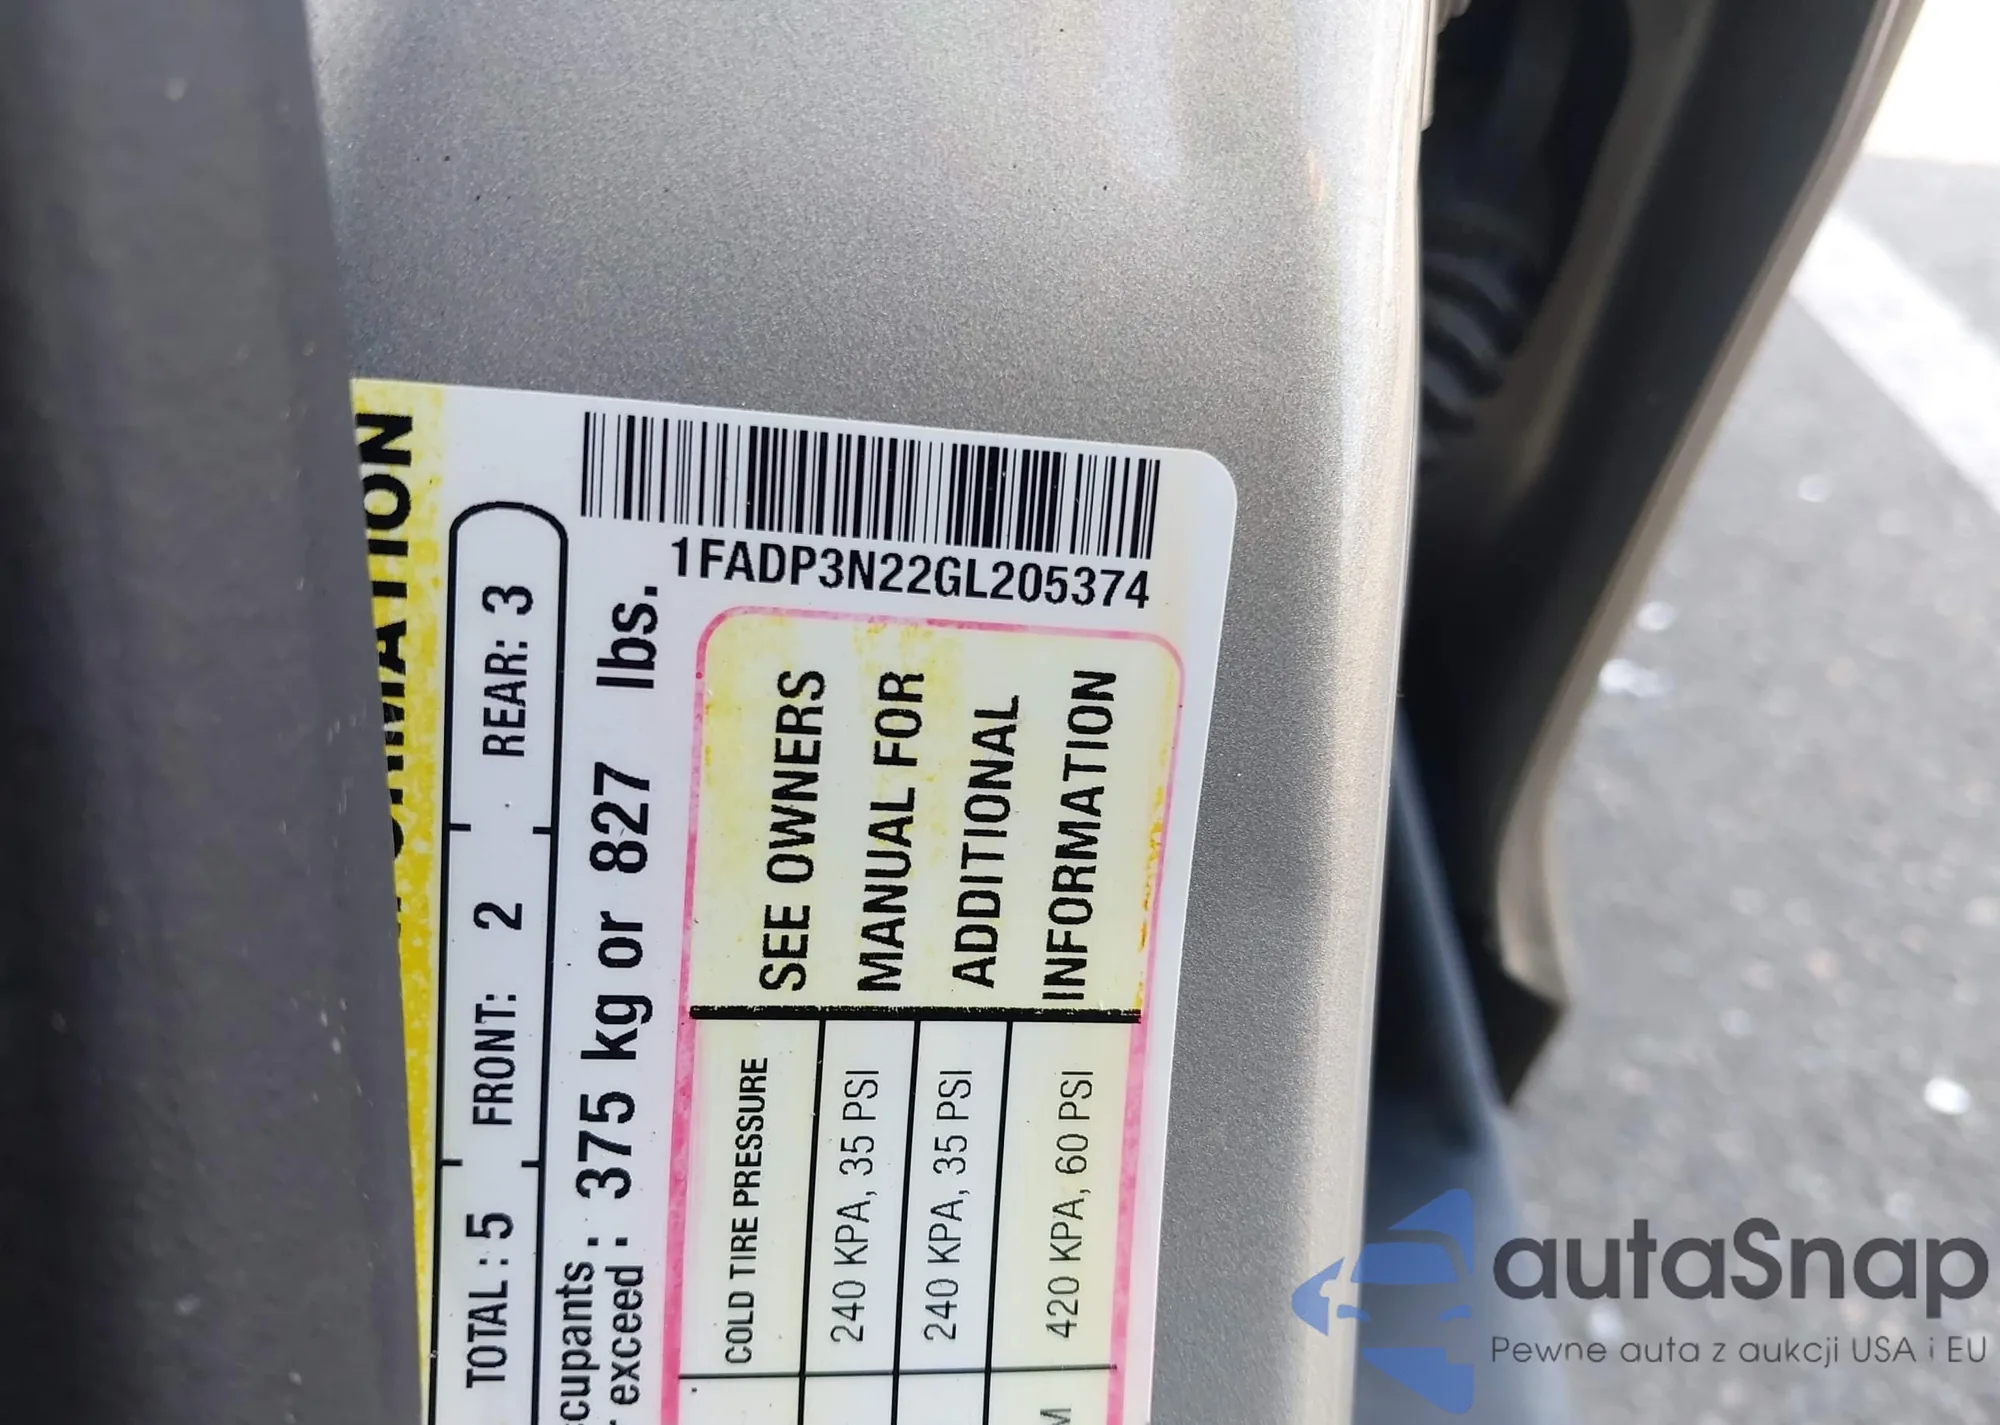 INFORMATION
TOTAL: 5 FRONT: 2 REAR: 3
exceed : 375 kg or 827 lbs.
1FADP3N22GL205374
COLD TIRE PRESSURE
240 KPA, 35 PSI
240 KPA, 35 PSI
420 KPA, 60 PSI
SEE OWNERS
MANUAL FOR
ADDITIONAL
INFORMATION
autaSnap
Pewne auta z aukcji USA i EU